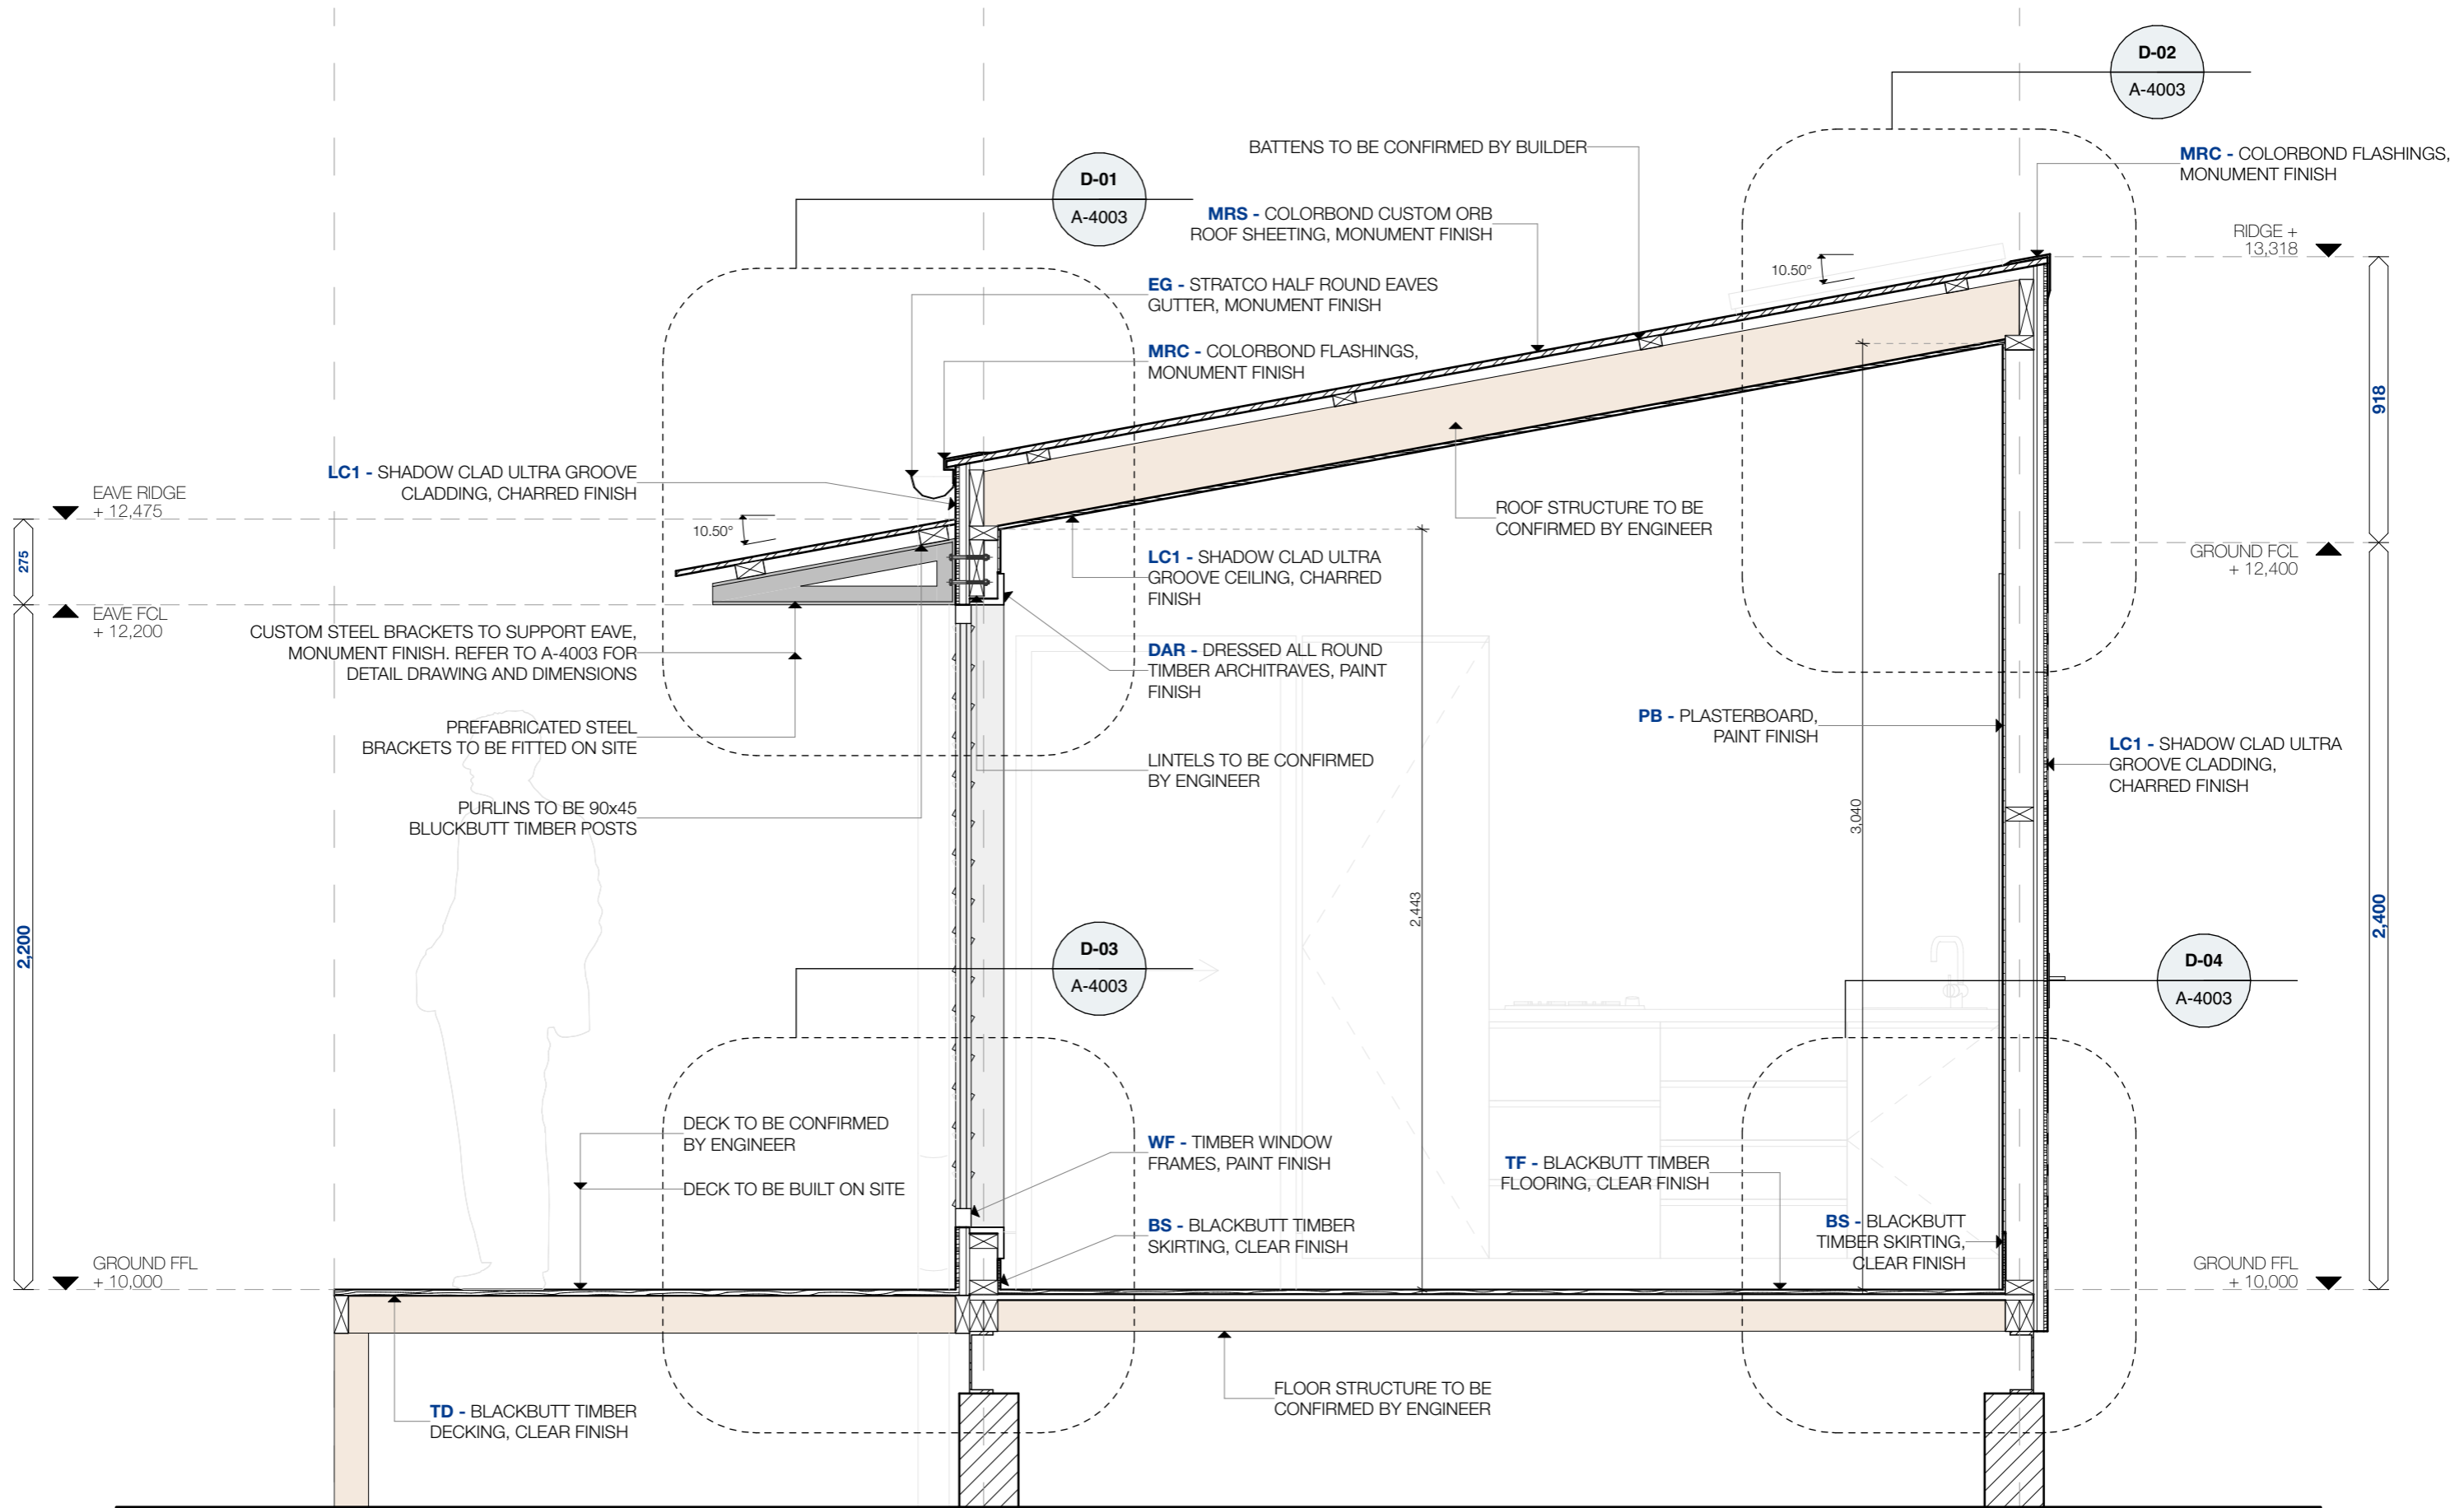 D-02
A-4003
BATTENS TO BE CONFIRMED BY BUILDER
MRC - COLORBOND FLASHINGS,
MONUMENT FINISH
D-01
A-4003
MRS - COLORBOND CUSTOM ORB
ROOF SHEETING, MONUMENT FINISH
RIDGE +
13,318
10.50°
EG - STRATCO HALF ROUND EAVES
GUTTER, MONUMENT FINISH
MRC - COLORBOND FLASHINGS,
MONUMENT FINISH
918
LC1 - SHADOW CLAD ULTRA GROOVE
CLADDING, CHARRED FINISH
EAVE RIDGE
+ 12,475
10.50°
ROOF STRUCTURE TO BE
CONFIRMED BY ENGINEER
275
LC1 - SHADOW CLAD ULTRA
GROOVE CEILING, CHARRED
FINISH
GROUND FCL
+ 12,400
EAVE FCL
+ 12,200
CUSTOM STEEL BRACKETS TO SUPPORT EAVE,
MONUMENT FINISH. REFER TO A-4003 FOR
DETAIL DRAWING AND DIMENSIONS
DAR - DRESSED ALL ROUND
TIMBER ARCHITRAVES, PAINT
FINISH
PREFABRICATED STEEL
BRACKETS TO BE FITTED ON SITE
PB - PLASTERBOARD,
PAINT FINISH
LC1 - SHADOW CLAD ULTRA
GROOVE CLADDING,
CHARRED FINISH
LINTELS TO BE CONFIRMED
BY ENGINEER
PURLINS TO BE 90x45
BLUCKBUTT TIMBER POSTS
3,040
2,443
2,200
2,400
D-03
A-4003
D-04
A-4003
DECK TO BE CONFIRMED
BY ENGINEER
WF - TIMBER WINDOW
FRAMES, PAINT FINISH
TF - BLACKBUTT TIMBER
FLOORING, CLEAR FINISH
DECK TO BE BUILT ON SITE
BS - BLACKBUTT TIMBER
SKIRTING, CLEAR FINISH
BS - BLACKBUTT
TIMBER SKIRTING,
CLEAR FINISH
GROUND FFL
+ 10,000
GROUND FFL
+ 10,000
FLOOR STRUCTURE TO BE
CONFIRMED BY ENGINEER
TD - BLACKBUTT TIMBER
DECKING, CLEAR FINISH